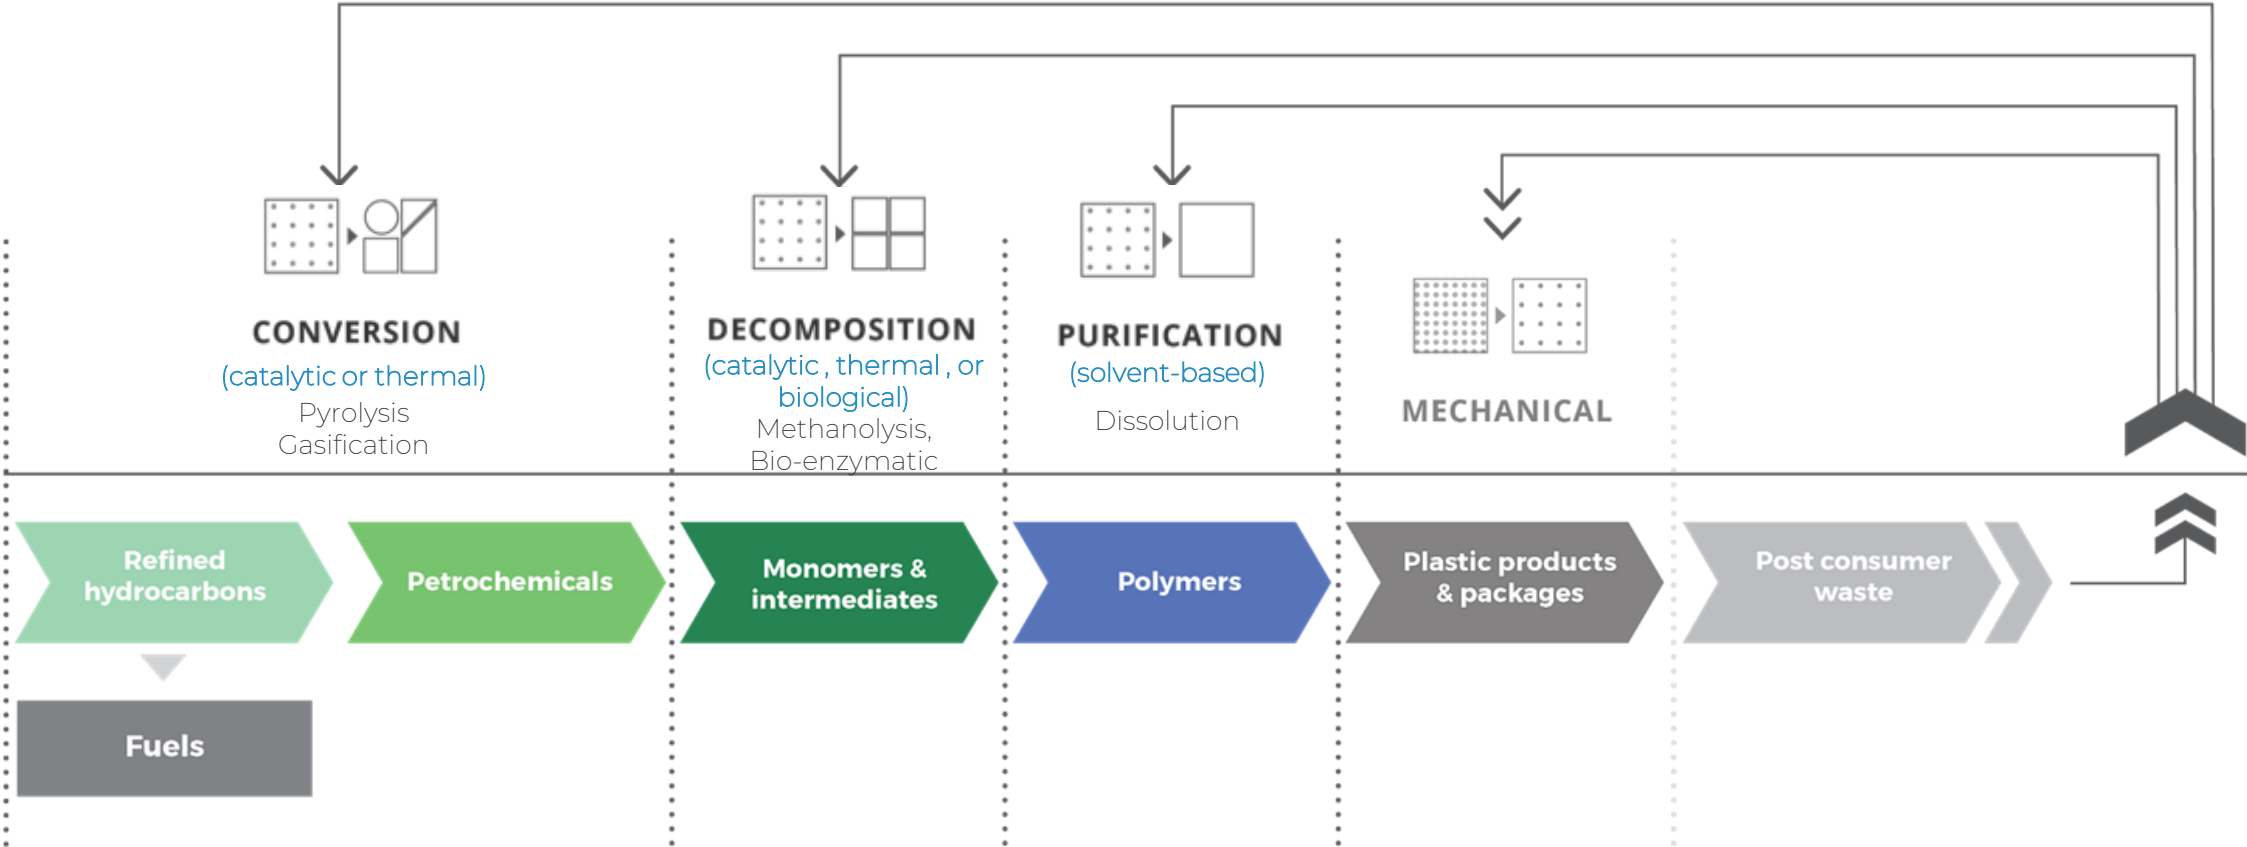 CONVERSION
(catalytic or thermal)
Pyrolysis
Gasification
DECOMPOSITION
(catalytic , thermal , or
biological)
Methanolysis,
Bio-enzymatic
PURIFICATION
(solvent-based)
Dissolution
MECHANICAL
Refined
hydrocarbons
Petrochemicals
Monomers &
intermediates
Polymers
Plastic products
& packages
Post consumer
waste
Fuels